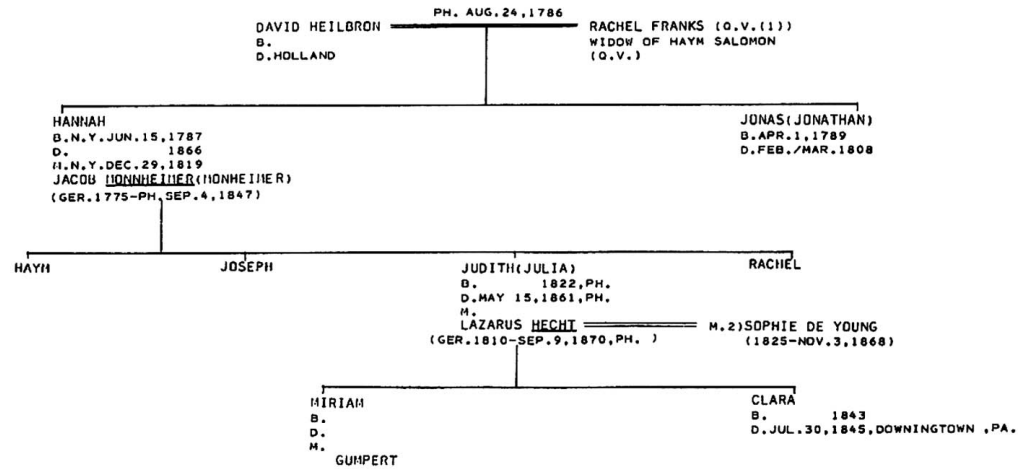 PH. AUG.24,1786
DAVID HEILBRON
B.
D.HOLLAND
RACHEL FRANKS (Q.V.(1))
WIDOW OF HAYM SALOMON
(Q.V.)
HANNAH
B.N.Y.JUN.15,1787
D. 1866
M.N.Y.DEC.29,1819
JACOB MONNHEIMER(MONHEIMER)
(GER.1775-PH.SEP.4,1847)
JONAS(JONATHAN)
B.APR.1,1789
D.FEB./MAR.1808
HAYM
JOSEPH
JUDITH(JULIA)
B. 1822,PH.
D.MAY 15,1861,PH.
M.
LAZARUS HECHT
(GER.1810-SEP.9,1870,PH. )
M.2)SOPHIE DE YOUNG
(1825-NOV.3,1868)
RACHEL
MIRIAM
B.
D.
M.
GUMPERT
CLARA
B. 1843
D.JUL.30,1845,DOWNINGTOWN ,PA.